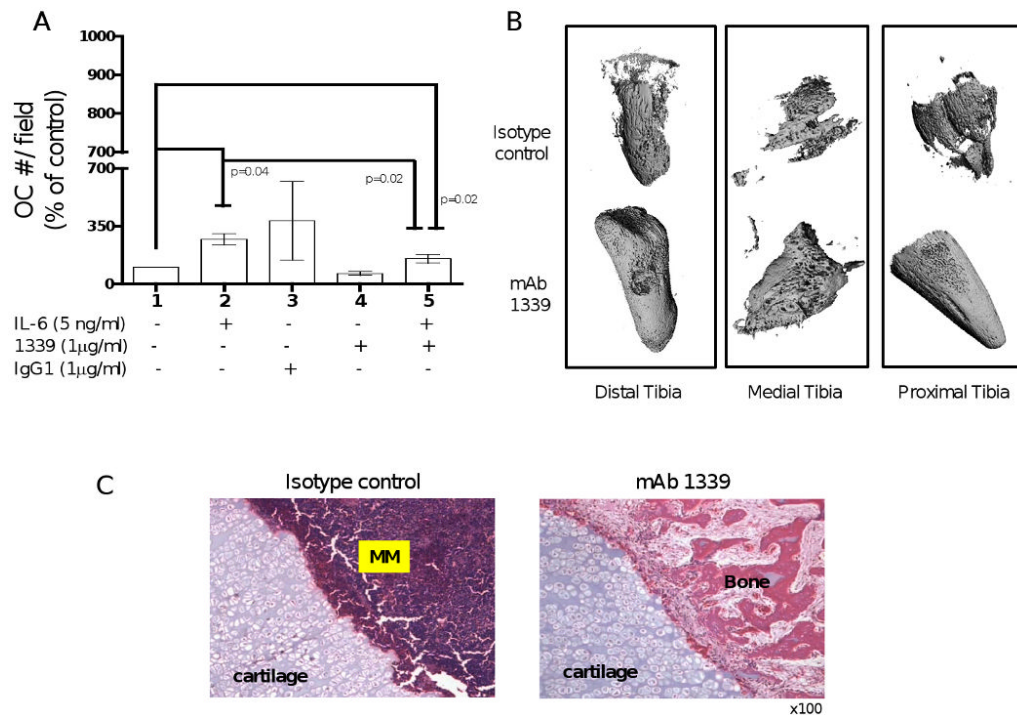 A
OC #/ field
(% of control)
1000
900
800
700
700
350
0
p=0.04
p=0.02
p=0.02
1 2 3 4 5
IL-6 (5 ng/ml) - + - - +
1339 (1µg/ml) - - - + +
IgG1 (1µg/ml) - - + - -
B
Isotype
control
mAb
1339
Distal Tibia Medial Tibia Proximal Tibia
C
Isotype control mAb 1339
MM
cartilage
Bone
cartilage
x100